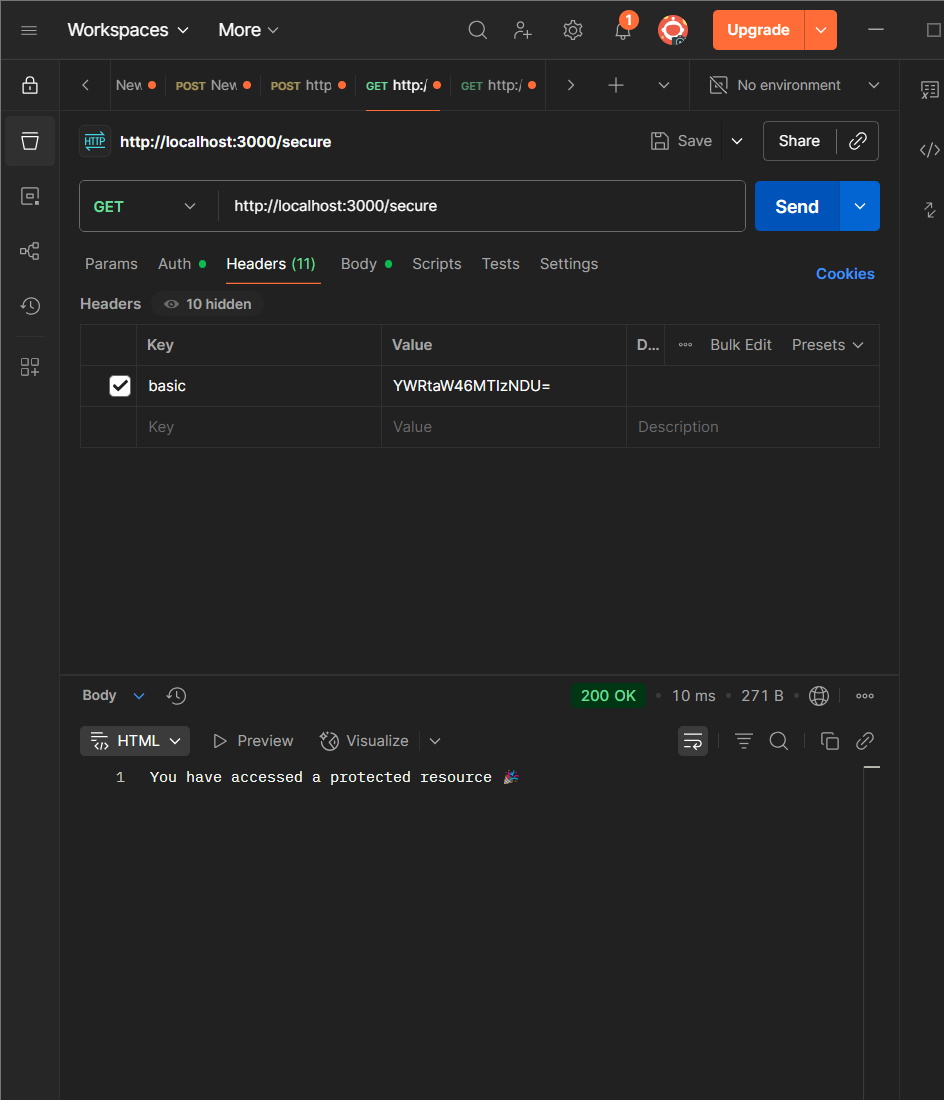 Workspaces More 1 Upgrade
New POST New POST http GET http:/ GET http:/ No environment
HTTP http://localhost:3000/secure Save Share
GET http://localhost:3000/secure Send
Params Auth Headers (11) Body Scripts Tests Settings Cookies
Headers 10 hidden
Key Value D... Bulk Edit Presets
basic YWRtaW46MTIzNDU=
Key Value Description
Body 200 OK • 10 ms • 271 B •
HTML Preview Visualize
1 You have accessed a protected resource 🎉